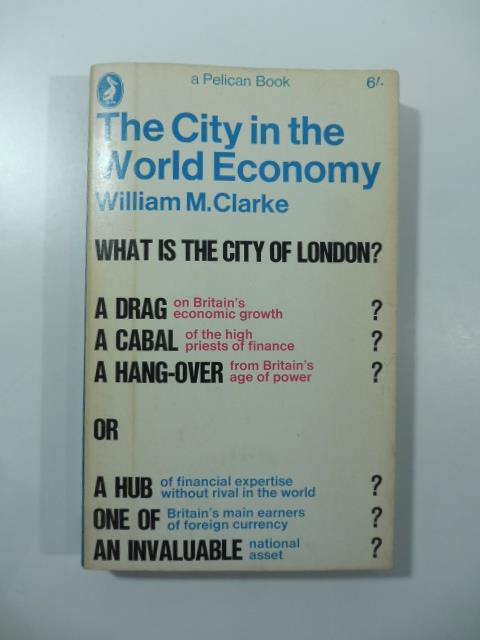 a Pelican Book 6/-
The City in the
World Economy
William M. Clarke
WHAT IS THE CITY OF LONDON?
A DRAG on Britain's economic growth ?
A CABAL of the high priests of finance ?
A HANG-OVER from Britain's age of power ?
OR
A HUB of financial expertise without rival in the world ?
ONE OF Britain's main earners of foreign currency ?
AN INVALUABLE national asset ?